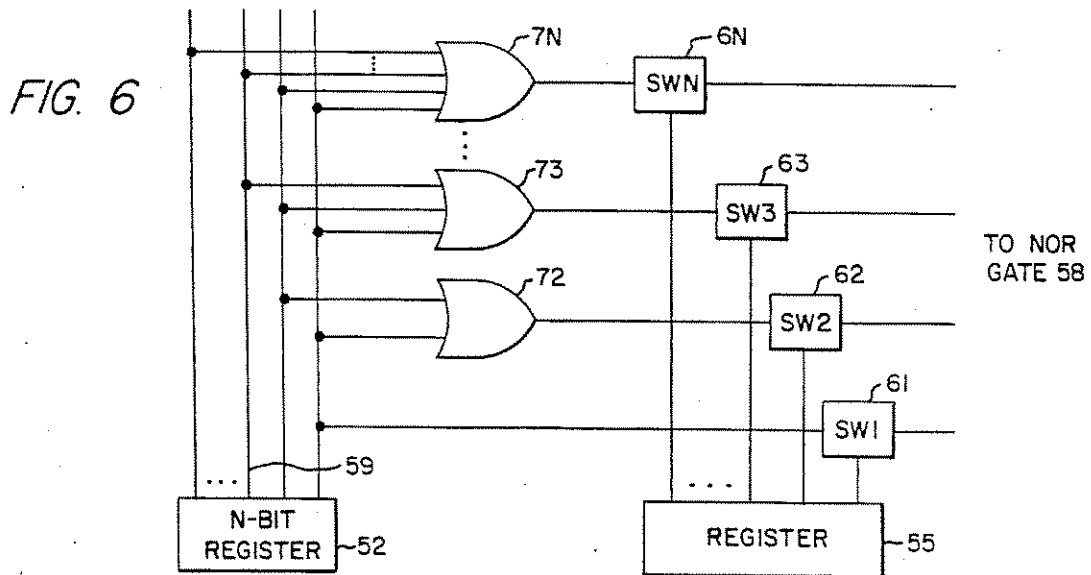 FIG. 6
7N
6N
SWN
73
63
SW3
TO NOR
GATE 58
72
62
SW2
61
SW1
59
N-BIT
REGISTER
52
REGISTER
55